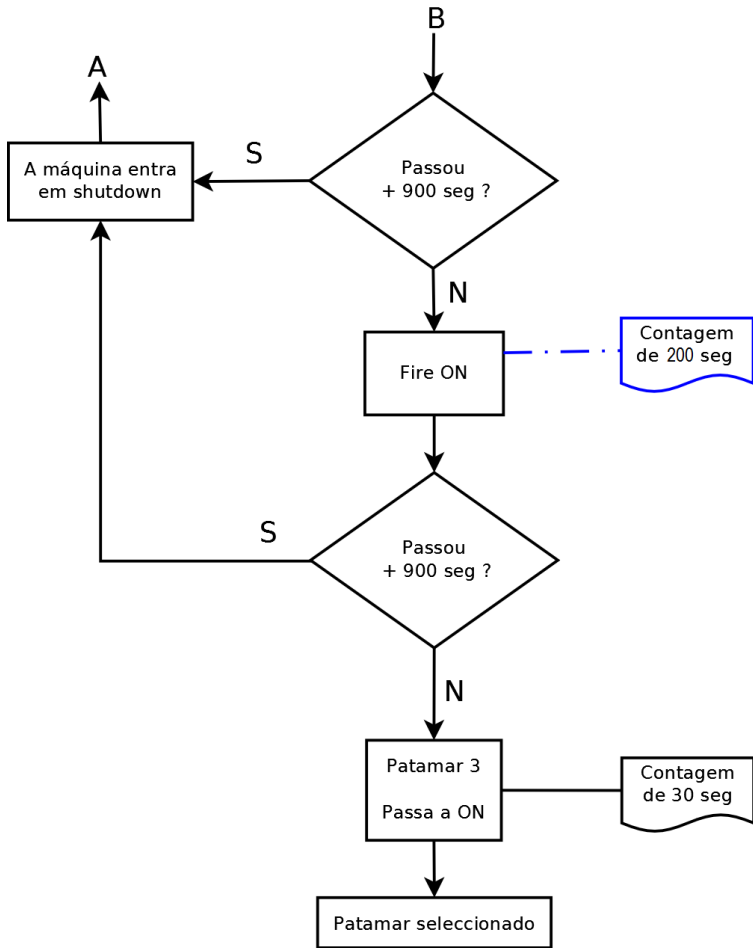 B
A
S
A máquina entra
em shutdown
Passou
+ 900 seg ?
N
Fire ON
Contagem
de 200 seg
S
Passou
+ 900 seg ?
N
Patamar 3
Passa a ON
Contagem
de 30 seg
Patamar seleccionado